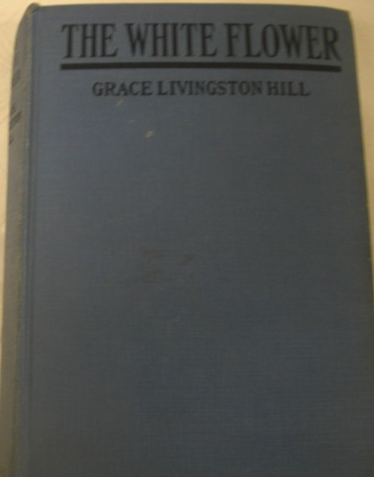 THE WHITE FLOWER
GRACE LIVINGSTON HILL